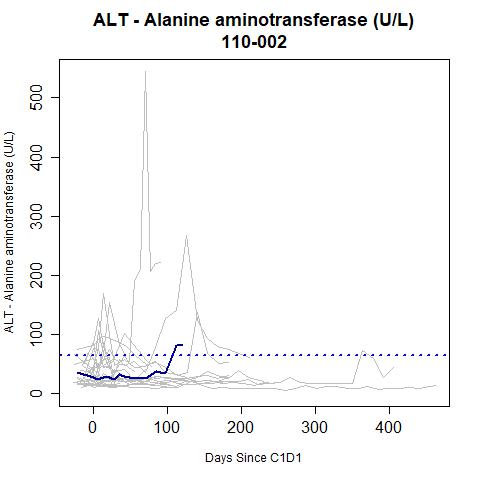 ALT - Alanine aminotransferase (U/L)
110-002
ALT - Alanine aminotransferase (U/L)
500
400
300
200
100
0
0 100 200 300 400
Days Since C1D1